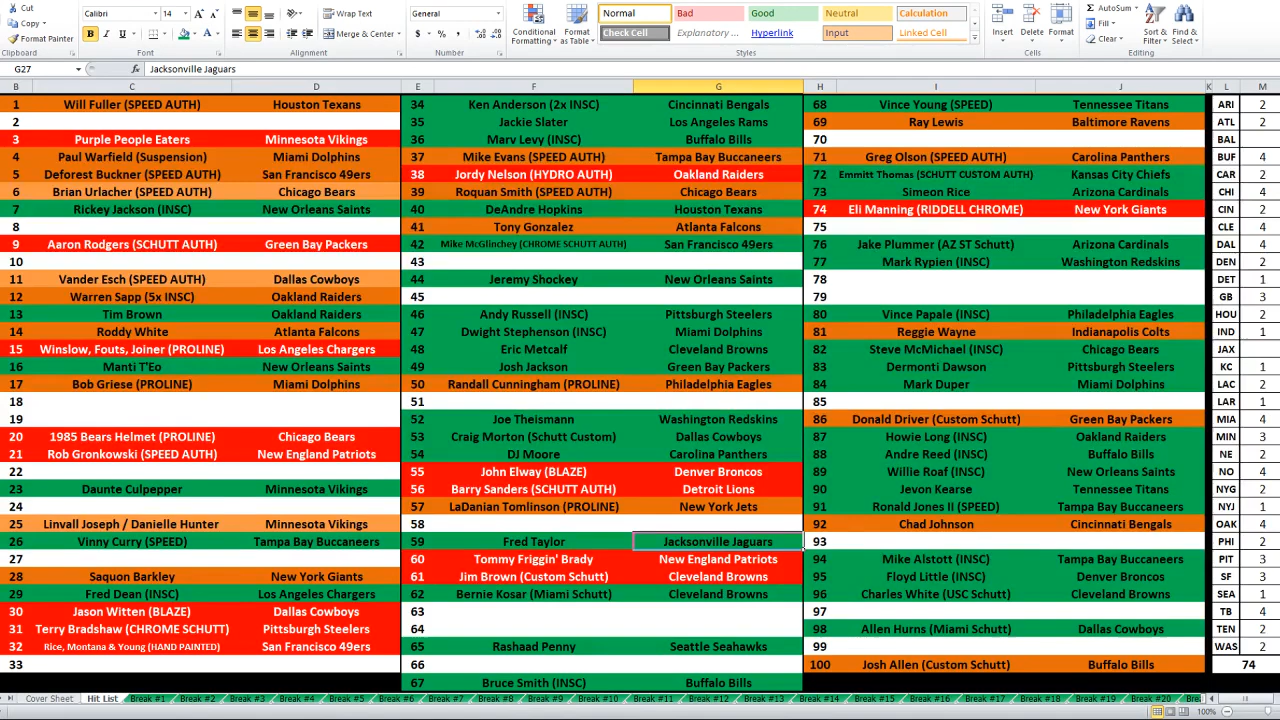 Cut Calibri 14 Wrap Text General Normal Bad Good Neutral Calculation AutoSum
Copy Conditional Formatting Format as Table Check Cell Explanatory ... Hyperlink Input Linked Cell Insert Delete Format Fill Sort & Filter Find & Select
Format Painter B I U Merge & Center $ % , Clear
Clipboard Font Alignment Number Styles Cells Editing
G27 fx Jacksonville Jaguars
B C D E F G H I J K L M
1 Will Fuller (SPEED AUTH) Houston Texans 34 Ken Anderson (2x INSC) Cincinnati Bengals 68 Vince Young (SPEED) Tennessee Titans ARI 2
2 35 Jackie Slater Los Angeles Rams 69 Ray Lewis Baltimore Ravens ATL 2
3 Purple People Eaters Minnesota Vikings 36 Marv Levy (INSC) Buffalo Bills 70 BAL
4 Paul Warfield (Suspension) Miami Dolphins 37 Mike Evans (SPEED AUTH) Tampa Bay Buccaneers 71 Greg Olson (SPEED AUTH) Carolina Panthers BUF 4
5 Deforest Buckner (SPEED AUTH) San Francisco 49ers 38 Jordy Nelson (HYDRO AUTH) Oakland Raiders 72 Emmitt Thomas (SCHUTT CUSTOM AUTH) Kansas City Chiefs CAR 2
6 Brian Urlacher (SPEED AUTH) Chicago Bears 39 Roquan Smith (SPEED AUTH) Chicago Bears 73 Simeon Rice Arizona Cardinals CHI 4
7 Rickey Jackson (INSC) New Orleans Saints 40 DeAndre Hopkins Houston Texans 74 Eli Manning (RIDDELL CHROME) New York Giants CIN 2
8 41 Tony Gonzalez Atlanta Falcons 75 CLE 4
9 Aaron Rodgers (SCHUTT AUTH) Green Bay Packers 42 Mike McGlinchey (CHROME SCHUTT AUTH) San Francisco 49ers 76 Jake Plummer (AZ ST Schutt) Arizona Cardinals DAL 4
10 43 77 Mark Rypien (INSC) Washington Redskins DEN 2
11 Vander Esch (SPEED AUTH) Dallas Cowboys 44 Jeremy Shockey New Orleans Saints 78 DET 1
12 Warren Sapp (5x INSC) Oakland Raiders 45 79 GB 3
13 Tim Brown Oakland Raiders 46 Andy Russell (INSC) Pittsburgh Steelers 80 Vince Papale (INSC) Philadelphia Eagles HOU 2
14 Roddy White Atlanta Falcons 47 Dwight Stephenson (INSC) Miami Dolphins 81 Reggie Wayne Indianapolis Colts IND 1
15 Winslow, Fouts, Joiner (PROLINE) Los Angeles Chargers 48 Eric Metcalf Cleveland Browns 82 Steve McMichael (INSC) Chicago Bears JAX
16 Manti T'Eo New Orleans Saints 49 Josh Jackson Green Bay Packers 83 Dermonti Dawson Pittsburgh Steelers KC 1
17 Bob Griese (PROLINE) Miami Dolphins 50 Randall Cunningham (PROLINE) Philadelphia Eagles 84 Mark Duper Miami Dolphins LAC 2
18 51 85 LAR 1
19 52 Joe Theismann Washington Redskins 86 Donald Driver (Custom Schutt) Green Bay Packers MIA 4
20 1985 Bears Helmet (PROLINE) Chicago Bears 53 Craig Morton (Schutt Custom) Dallas Cowboys 87 Howie Long (INSC) Oakland Raiders MIN 3
21 Rob Gronkowski (SPEED AUTH) New England Patriots 54 DJ Moore Carolina Panthers 88 Andre Reed (INSC) Buffalo Bills NE 2
22 55 John Elway (BLAZE) Denver Broncos 89 Willie Roaf (INSC) New Orleans Saints NO 4
23 Daunte Culpepper Minnesota Vikings 56 Barry Sanders (SCHUTT AUTH) Detroit Lions 90 Jevon Kearse Tennessee Titans NYG 2
24 57 LaDanian Tomlinson (PROLINE) New York Jets 91 Ronald Jones II (SPEED) Tampa Bay Buccaneers NYJ 1
25 Linvall Joseph / Danielle Hunter Minnesota Vikings 58 92 Chad Johnson Cincinnati Bengals OAK 4
26 Vinny Curry (SPEED) Tampa Bay Buccaneers 59 Fred Taylor Jacksonville Jaguars 93 PHI 2
27 60 Tommy Friggin' Brady New England Patriots 94 Mike Alstott (INSC) Tampa Bay Buccaneers PIT 3
28 Saquon Barkley New York Giants 61 Jim Brown (Custom Schutt) Cleveland Browns 95 Floyd Little (INSC) Denver Broncos SF 3
29 Fred Dean (INSC) Los Angeles Chargers 62 Bernie Kosar (Miami Schutt) Cleveland Browns 96 Charles White (USC Schutt) Cleveland Browns SEA 1
30 Jason Witten (BLAZE) Dallas Cowboys 63 97 TB 4
31 Terry Bradshaw (CHROME SCHUTT) Pittsburgh Steelers 64 98 Allen Hurns (Miami Schutt) Dallas Cowboys TEN 2
32 Rice, Montana & Young (HAND PAINTED) San Francisco 49ers 65 Rashaad Penny Seattle Seahawks 99 WAS 2
33 66 100 Josh Allen (Custom Schutt) Buffalo Bills 74
67 Bruce Smith (INSC) Buffalo Bills
Cover Sheet Hit List Break #1 Break #2 Break #3 Break #4 Break #5 Break #6 Break #7 Break #8 Break #9 Break #10 Break #11 Break #12 Break #13 Break #14 Break #15 Break #16 Break #17 Break #18 Break #19 Break #20 Bre
100%